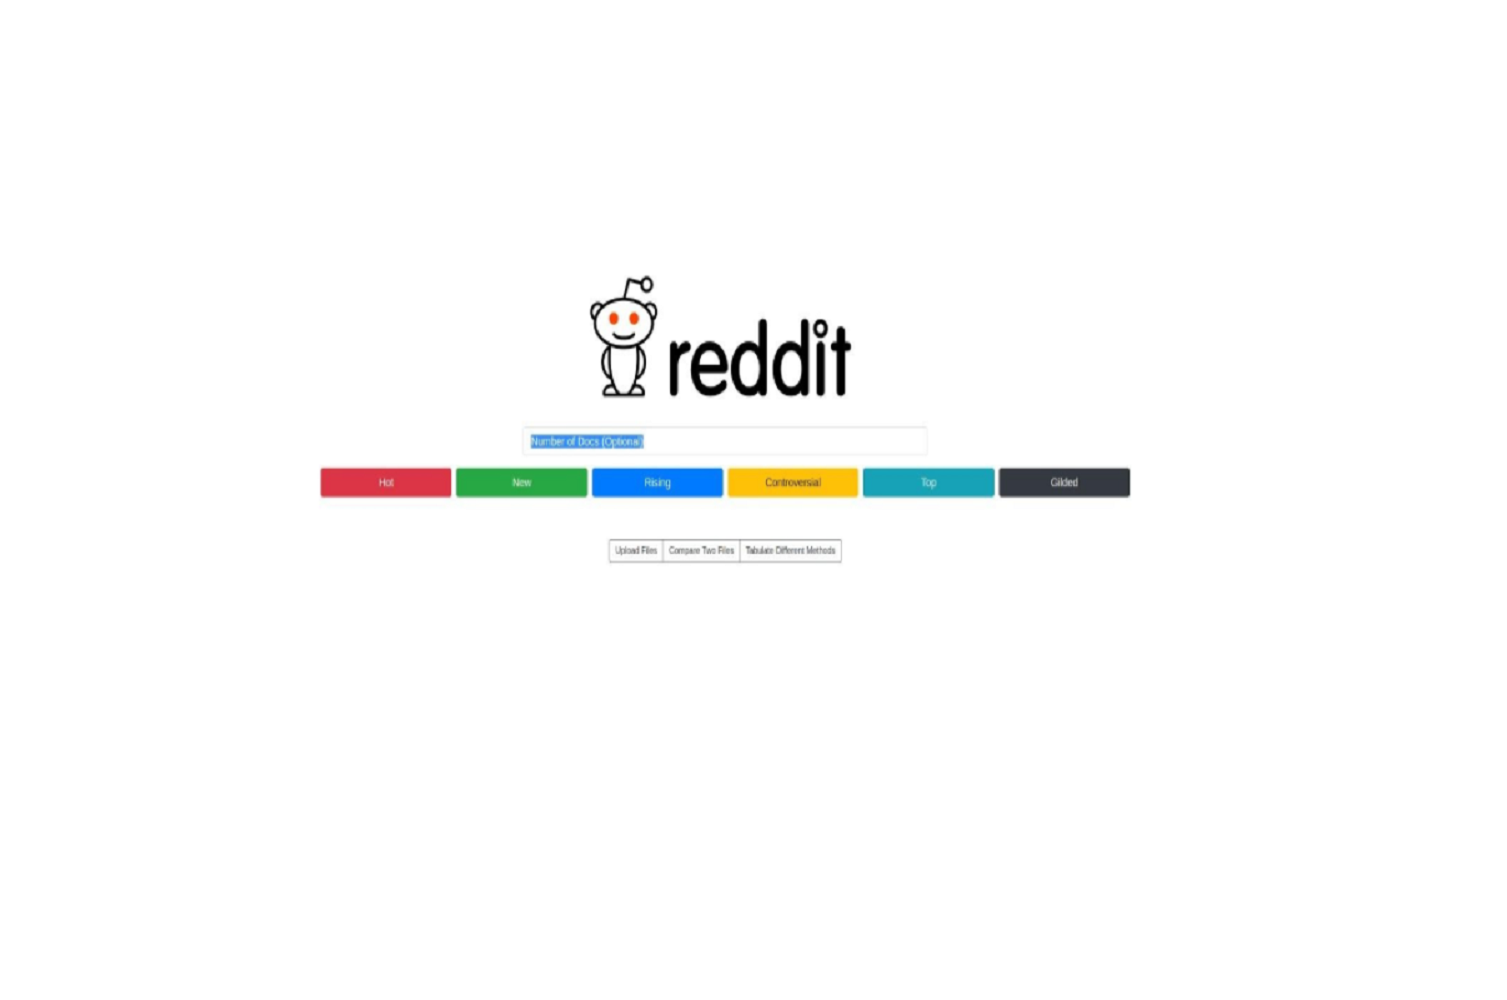 reddit
Number of Docs (Optional)
Hot New Rising Controversial Top Gilded
Upload Files Compare Two Files Tabulate Different Methods